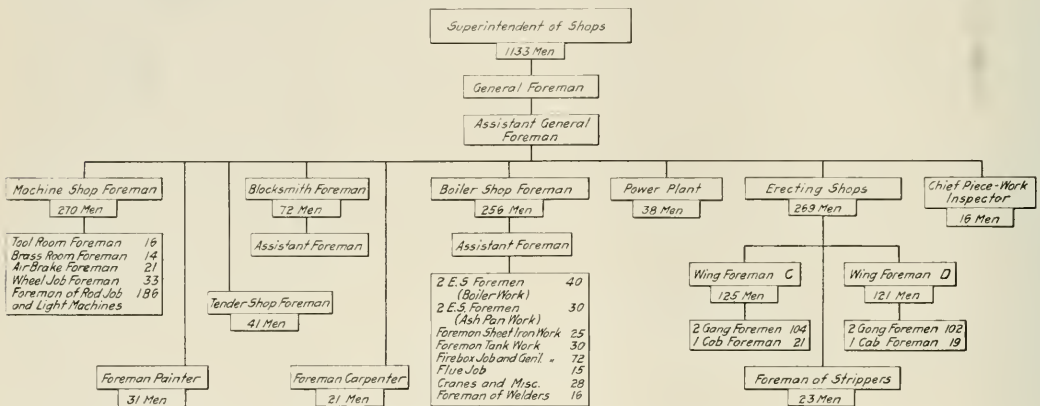 Superintendent of Shops
1133 Men
General Foreman
Assistant General
Foreman
Machine Shop Foreman
270 Men
Tool Room Foreman 16
Brass Room Foreman 14
Air Brake Foreman 21
Wheel Job Foreman 33
Foreman of Rod Job 186
and Light Machines
Foreman Painter
31 Men
Tender Shop Foreman
41 Men
Blacksmith Foreman
72 Men
Assistant Foreman
Foreman Carpenter
21 Men
Boiler Shop Foreman
256 Men
Assistant Foreman
2 E.S Foremen 40
(Boiler Work)
2 E.S. Foremen 30
(Ash Pan Work)
Foreman Sheet Iron Work 25
Foreman Tank Work 30
Firebox Job and Genl. " 72
Flue Job 15
Cranes and Misc. 28
Foreman of Welders 16
Power Plant
38 Men
Erecting Shops
269 Men
Wing Foreman C
125 Men
2 Gang Foremen 104
1 Cab Foreman 21
Wing Foreman D
121 Men
2 Gang Foremen 102
1 Cab Foreman 19
Foreman of Strippers
23 Men
Chief Piece-Work
Inspector
16 Men